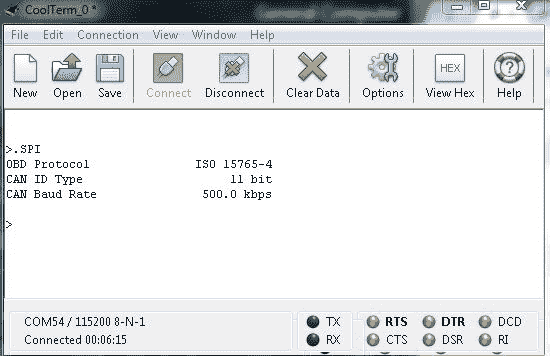 CoolTerm_0 *
File Edit Connection View Window Help
New Open Save Connect Disconnect Clear Data HEX Options View Hex Help
>.SPI
OBD Protocol ISO 15765-4
CAN ID Type 11 bit
CAN Baud Rate 500.0 kbps
>
COM54 / 115200 8-N-1 TX RTS DTR DCD
Connected 00:06:15 RX CTS DSR RI